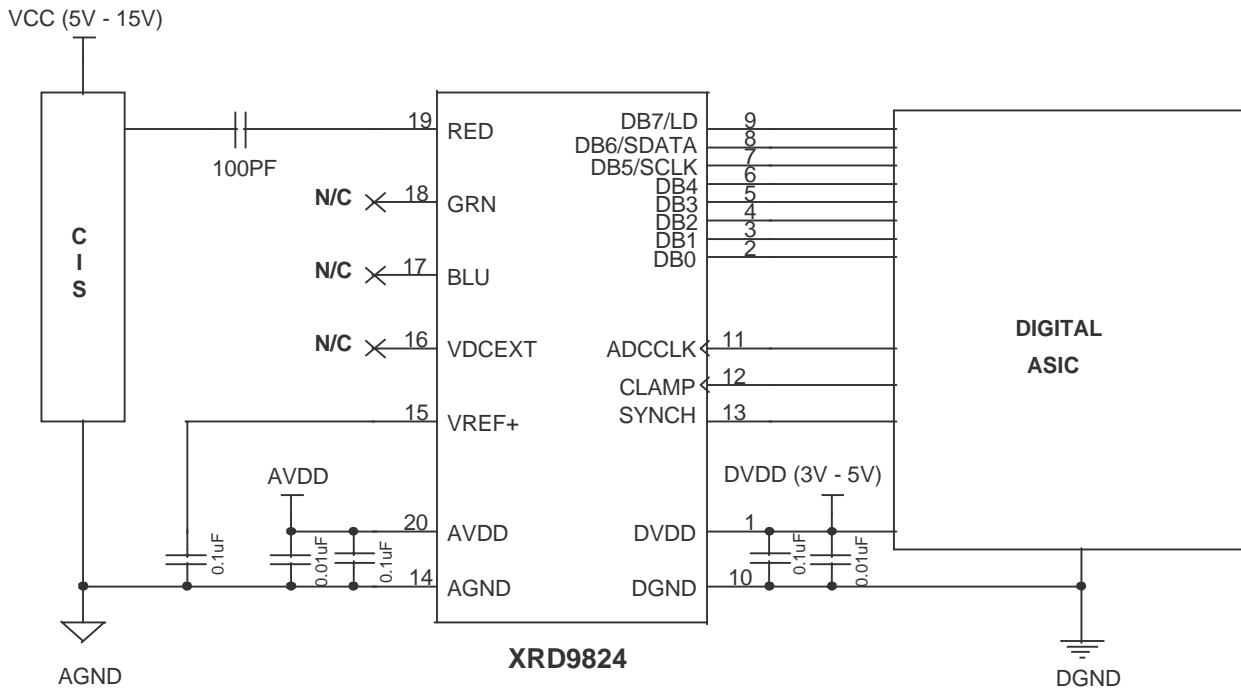 VCC (5V - 15V)
C
I
S
100PF
19
RED
N/C
18
GRN
N/C
17
BLU
N/C
16
VDCEXT
15
VREF+
AVDD
20
AVDD
14
AGND
0.1uF
0.01uF
0.1uF
AGND
DB7/LD
9
DB6/SDATA
8
DB5/SCLK
7
DB4
6
DB3
5
DB2
4
DB1
3
DB0
2
ADCCLK
11
CLAMP
12
SYNCH
13
DVDD (3V - 5V)
DVDD
1
DGND
10
0.1uF
0.01uF
DIGITAL
ASIC
DGND
XRD9824